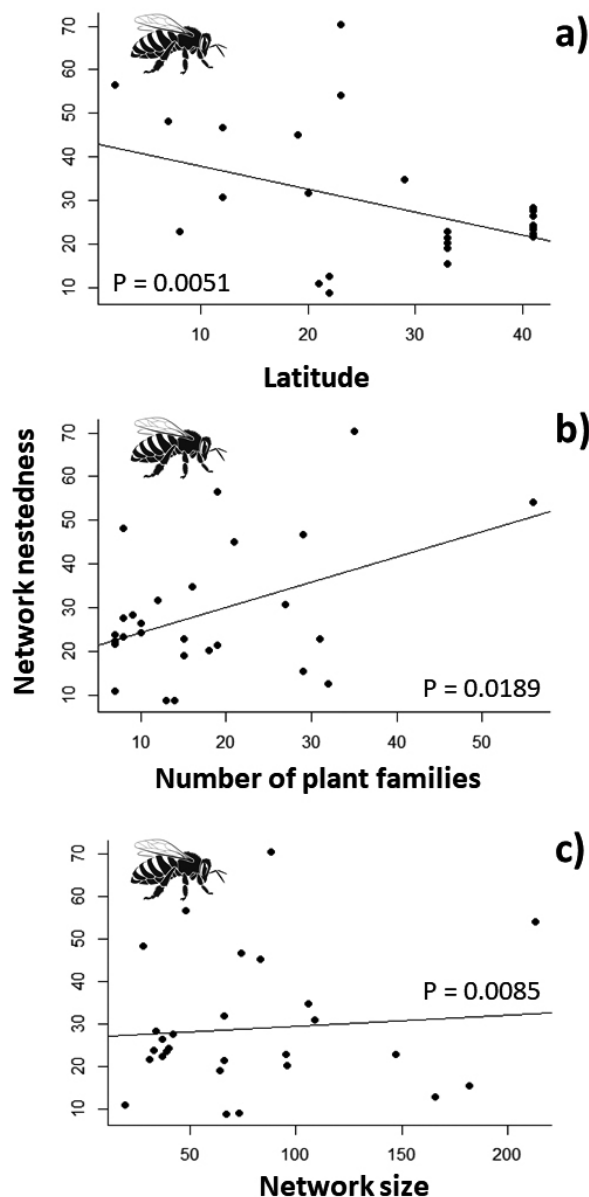 a)
70
60
50
40
30
20
10
P = 0.0051
10 20 30 40
Latitude
b)
Network nestedness
70
60
50
40
30
20
10
P = 0.0189
10 20 30 40 50
Number of plant families
c)
70
60
50
40
30
20
10
P = 0.0085
50 100 150 200
Network size